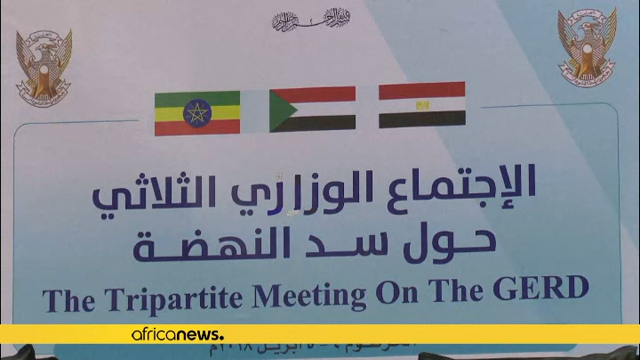 الإجتماع الوزاري الثلاثي
حول سد النهضة
The Tripartite Meeting On The GERD
africanews.